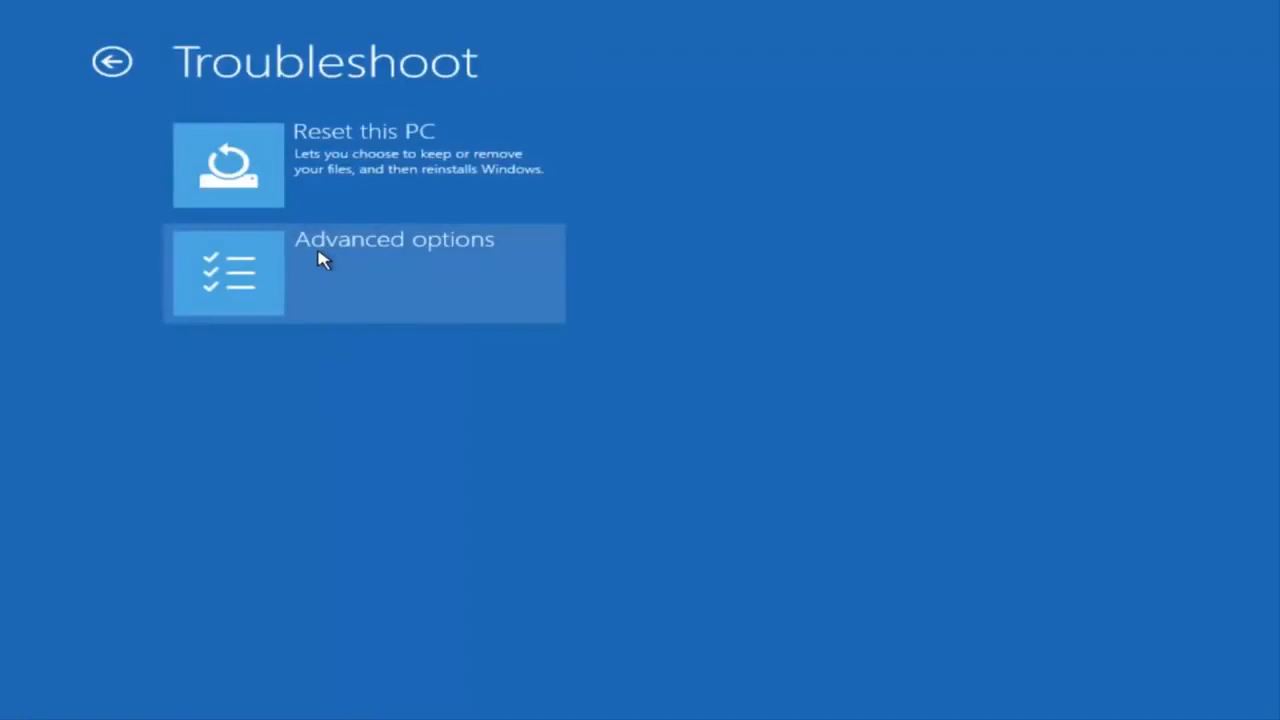 Troubleshoot
Reset this PC
Lets you choose to keep or remove
your files, and then reinstalls Windows.
Advanced options